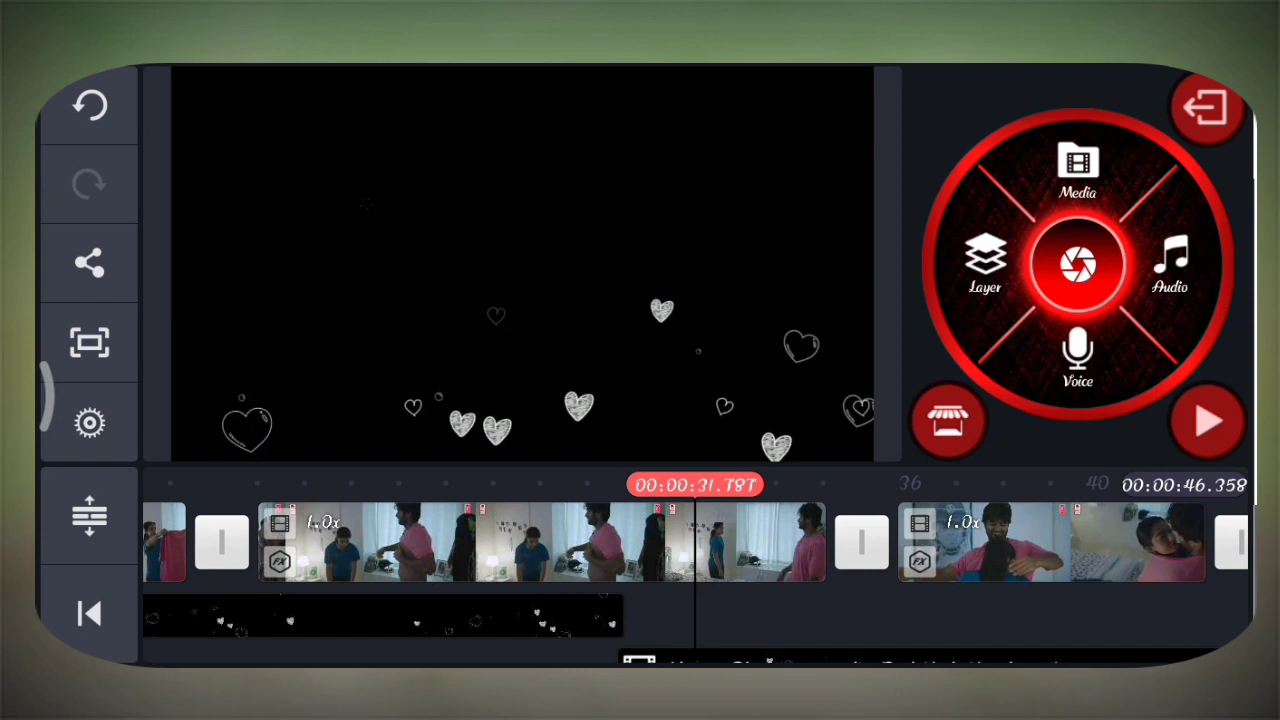 Media
Layer
Audio
Voice
00:00:31.787
36
40
00:00:46.358
1.0x
1.0x
FX
FX